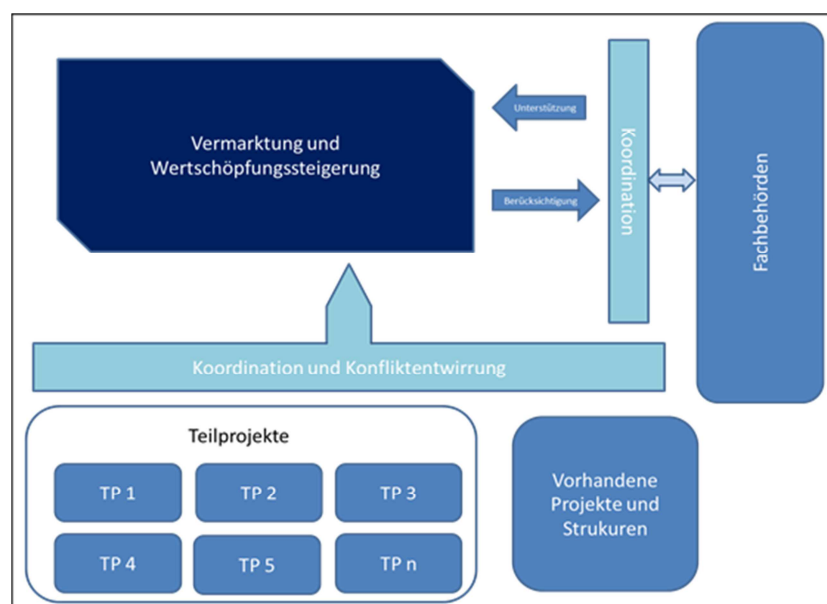 Vermarktung und
Wertschöpfungssteigerung
Unterstützung
Berücksichtigung
Koordination
Fachbehörden
Koordination und Konfliktentwirrung
Teilprojekte
TP 1
TP 2
TP 3
TP 4
TP 5
TP n
Vorhandene
Projekte und
Strukuren